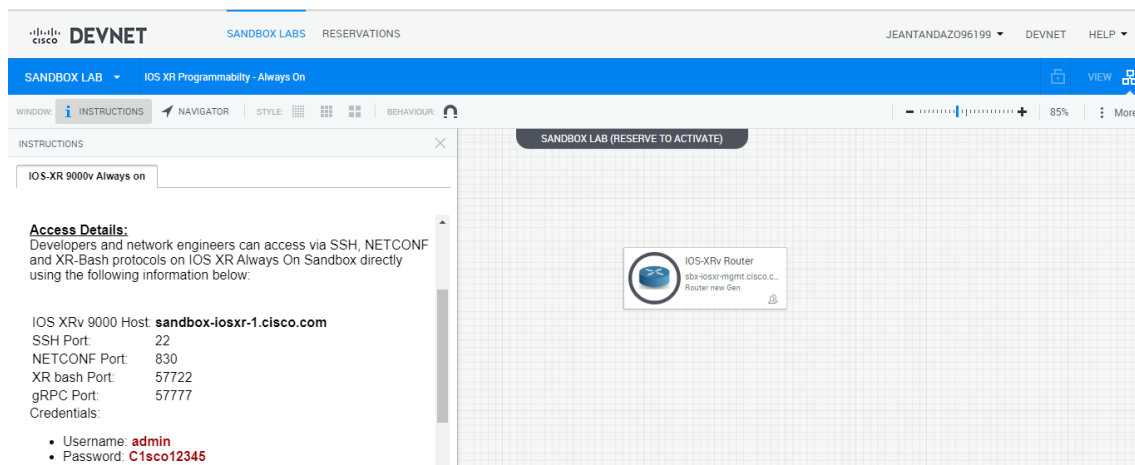 cisco DEVNET SANDBOX LABS RESERVATIONS JEANTANDAZO96199 DEVNET HELP
SANDBOX LAB IOS XR Programmabilty - Always On VIEW
WINDOW: INSTRUCTIONS NAVIGATOR STYLE: BEHAVIOUR: 85% More
INSTRUCTIONS
SANDBOX LAB (RESERVE TO ACTIVATE)
IOS-XR 9000v Always on
Access Details:
Developers and network engineers can access via SSH, NETCONF
and XR-Bash protocols on IOS XR Always On Sandbox directly
using the following information below:
IOS XRv 9000 Host: sandbox-iosxr-1.cisco.com
SSH Port: 22
NETCONF Port: 830
XR bash Port: 57722
gRPC Port: 57777
Credentials:
• Username: admin
• Password: C1sco12345
IOS-XRv Router
sbx-iosxr-mgmt.cisco.c...
Router new Gen